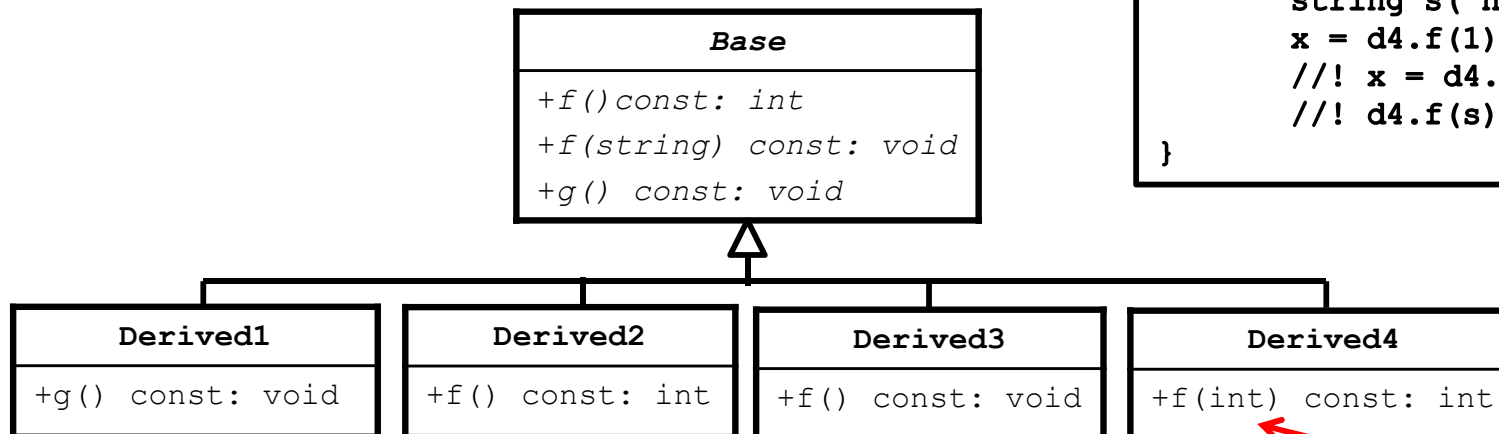 string s("h
x = d4.f(1)
//! x = d4.
//! d4.f(s)
}
Base
+f()const: int
+f(string) const: void
+g() const: void
Derived1
+g() const: void
Derived2
+f() const: int
Derived3
+f() const: void
Derived4
+f(int) const: int